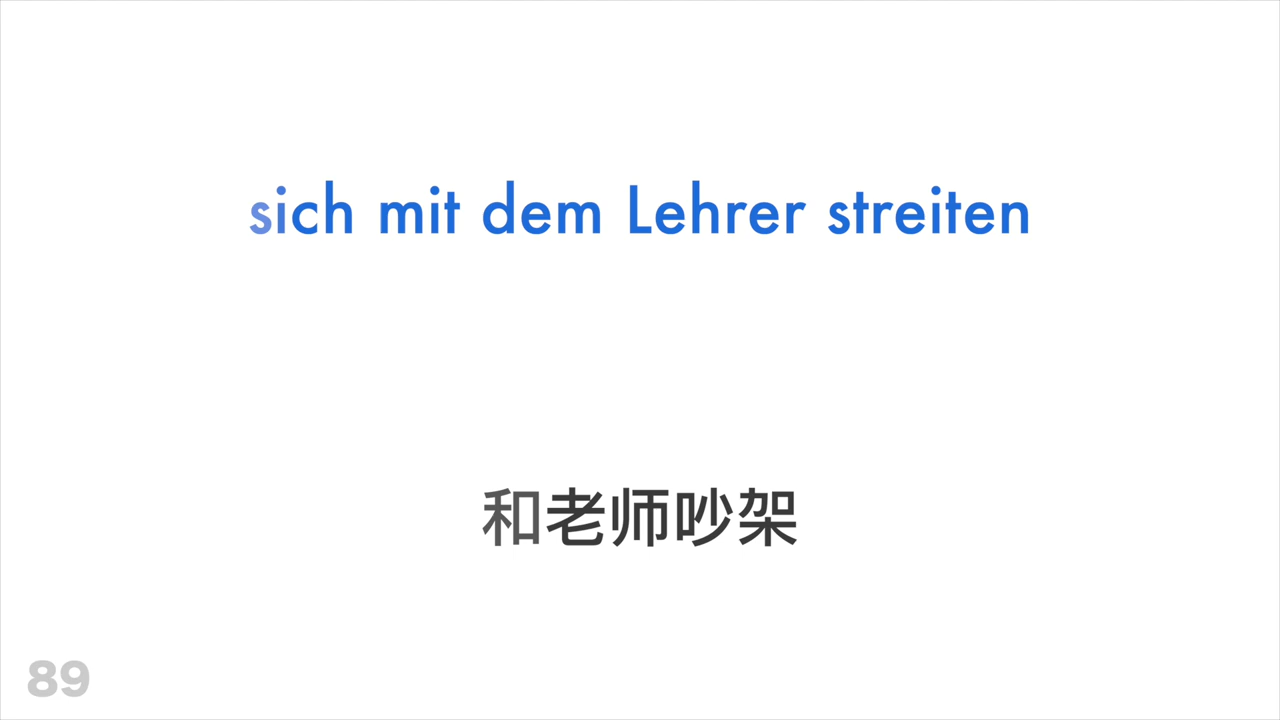 sich mit dem Lehrer streiten
和老师吵架
89